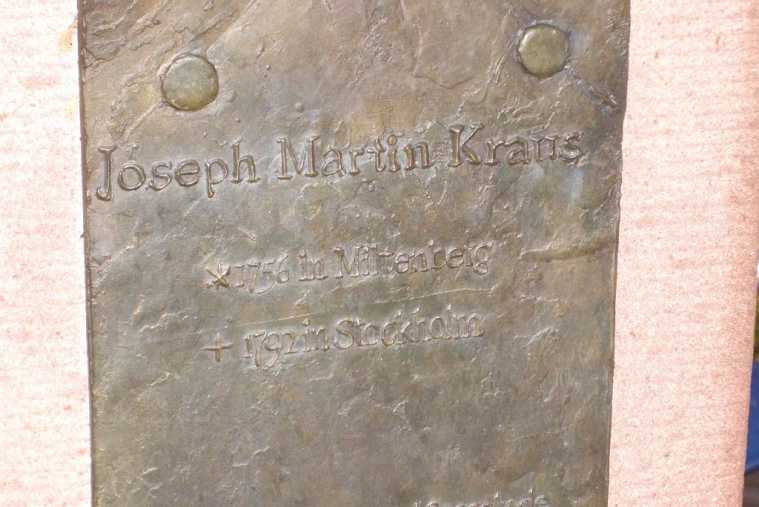 Joseph Martin Kraus
*1756 in Miltenberg
+ 1792 in Stockholm